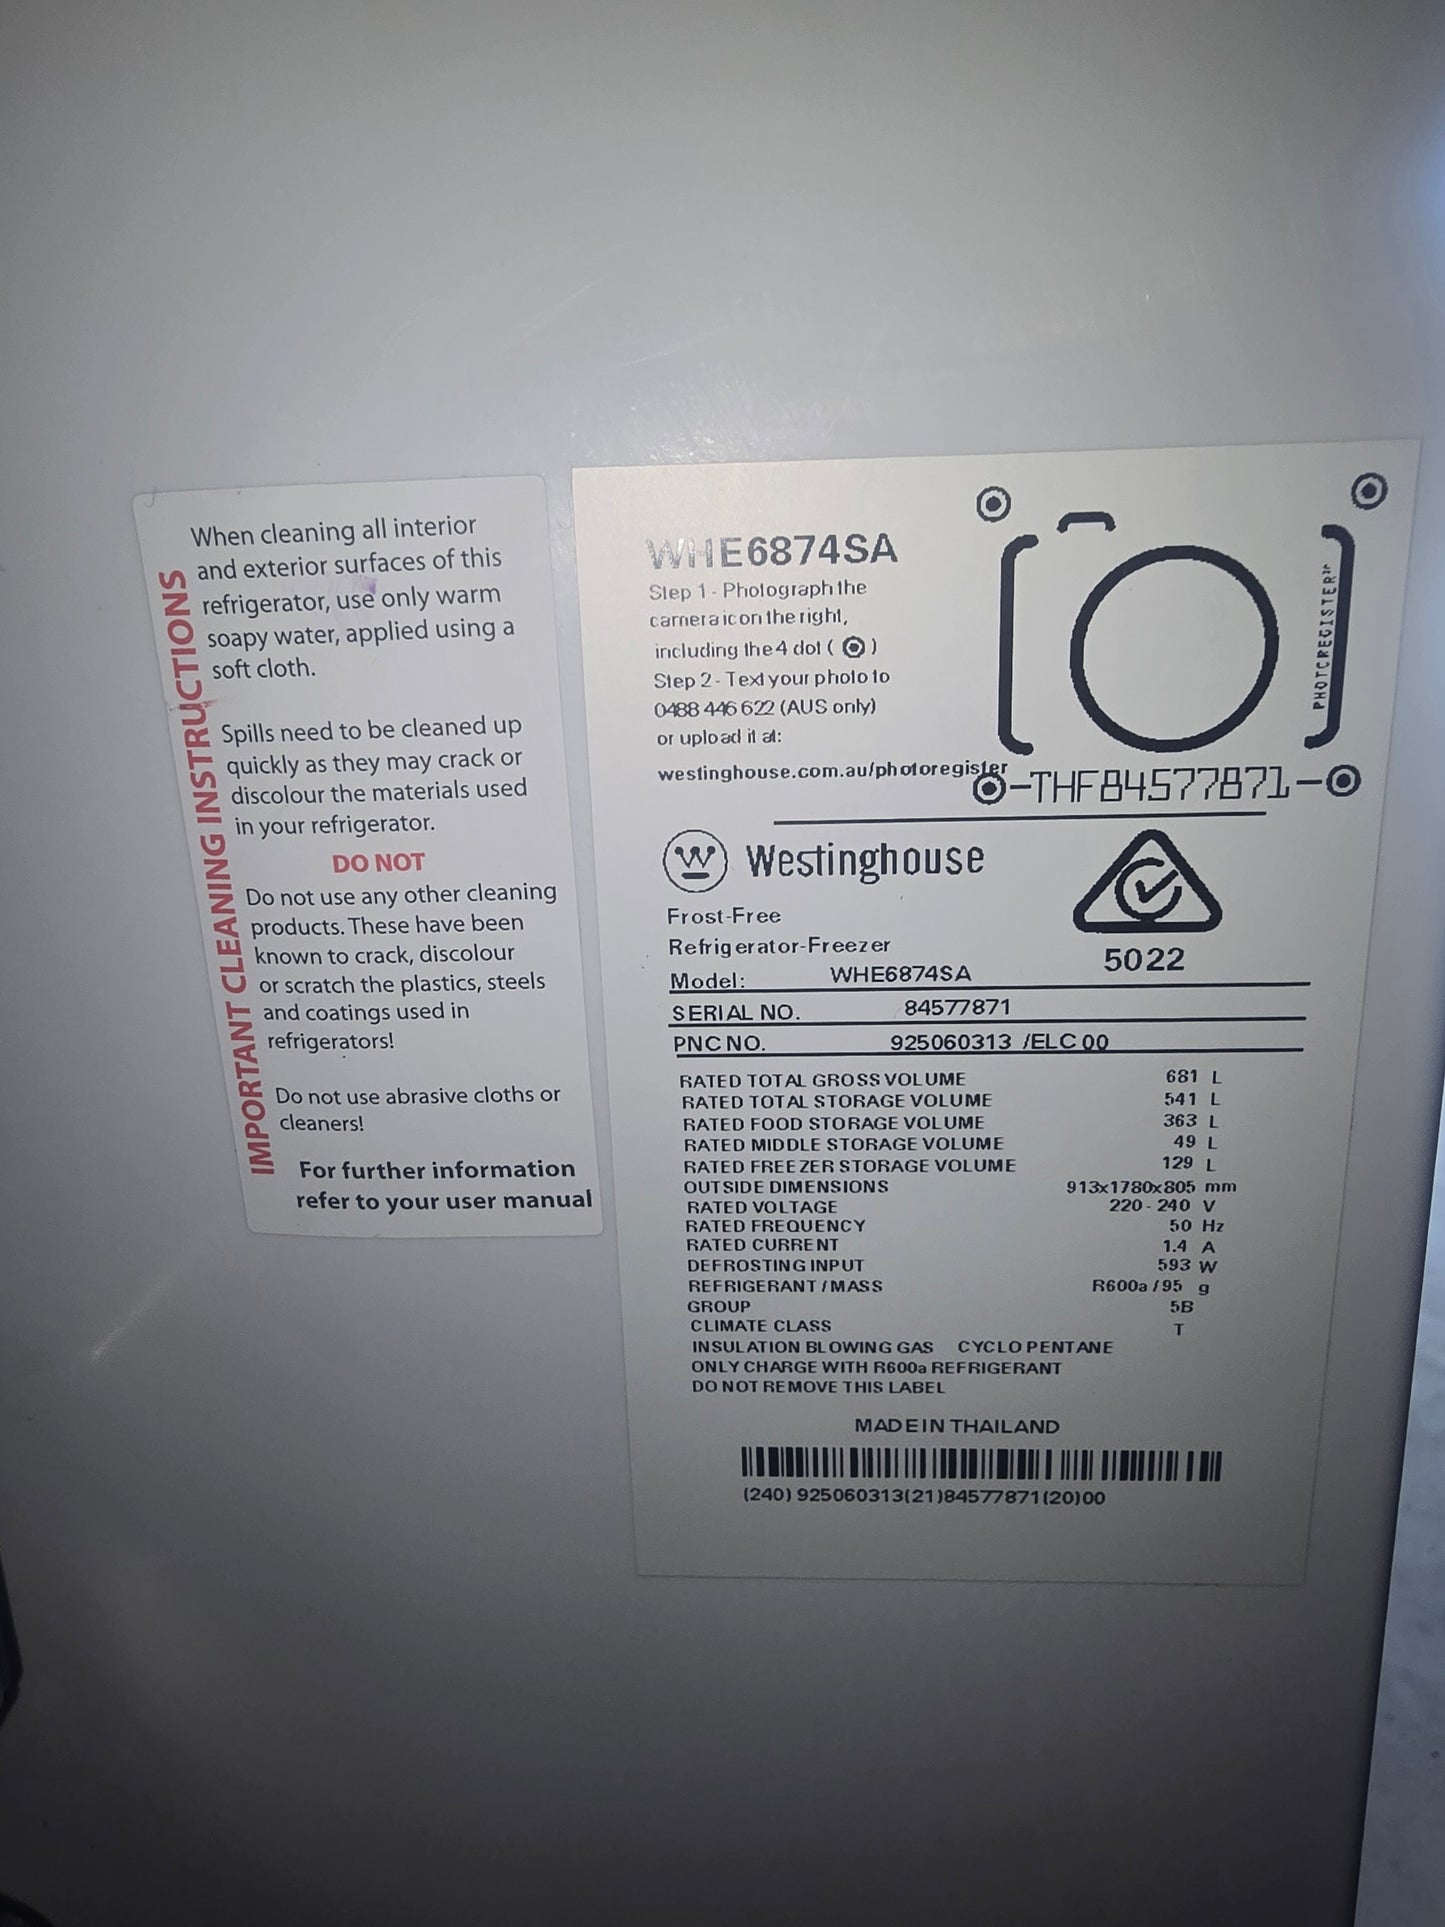 IMPORTANT CLEANING INSTRUCTIONS
When cleaning all interior
and exterior surfaces of this
refrigerator, use only warm
soapy water, applied using a
soft cloth.
Spills need to be cleaned up
quickly as they may crack or
discolour the materials used
in your refrigerator.
DO NOT
Do not use any other cleaning
products. These have been
known to crack, discolour
or scratch the plastics, steels
and coatings used in
refrigerators!
Do not use abrasive cloths or
cleaners!
For further information
refer to your user manual
WHE6874SA
Step 1 - Photograph the
camera icon the right,
including the 4 dot ( )
Step 2 - Text your photo to
0488 446 622 (AUS only)
or upload it at:
westinghouse.com.au/photoregister
PHOTOREGISTER
-THF84577871-
W Westinghouse
Frost-Free
Refrigerator-Freezer
5022
Model: WHE6874SA
SERIAL NO. 84577871
PNC NO. 925060313 /ELC 00
RATED TOTAL GROSS VOLUME 681 L
RATED TOTAL STORAGE VOLUME 541 L
RATED FOOD STORAGE VOLUME 363 L
RATED MIDDLE STORAGE VOLUME 49 L
RATED FREEZER STORAGE VOLUME 129 L
OUTSIDE DIMENSIONS 913x1780x805 mm
RATED VOLTAGE 220 - 240 V
RATED FREQUENCY 50 Hz
RATED CURRENT 1.4 A
DEFROSTING INPUT 593 W
REFRIGERANT / MASS R600a / 95 g
GROUP 5B
CLIMATE CLASS T
INSULATION BLOWING GAS CYCLO PENTANE
ONLY CHARGE WITH R600a REFRIGERANT
DO NOT REMOVE THIS LABEL
MADE IN THAILAND
(240) 925060313(21)84577871(20)00